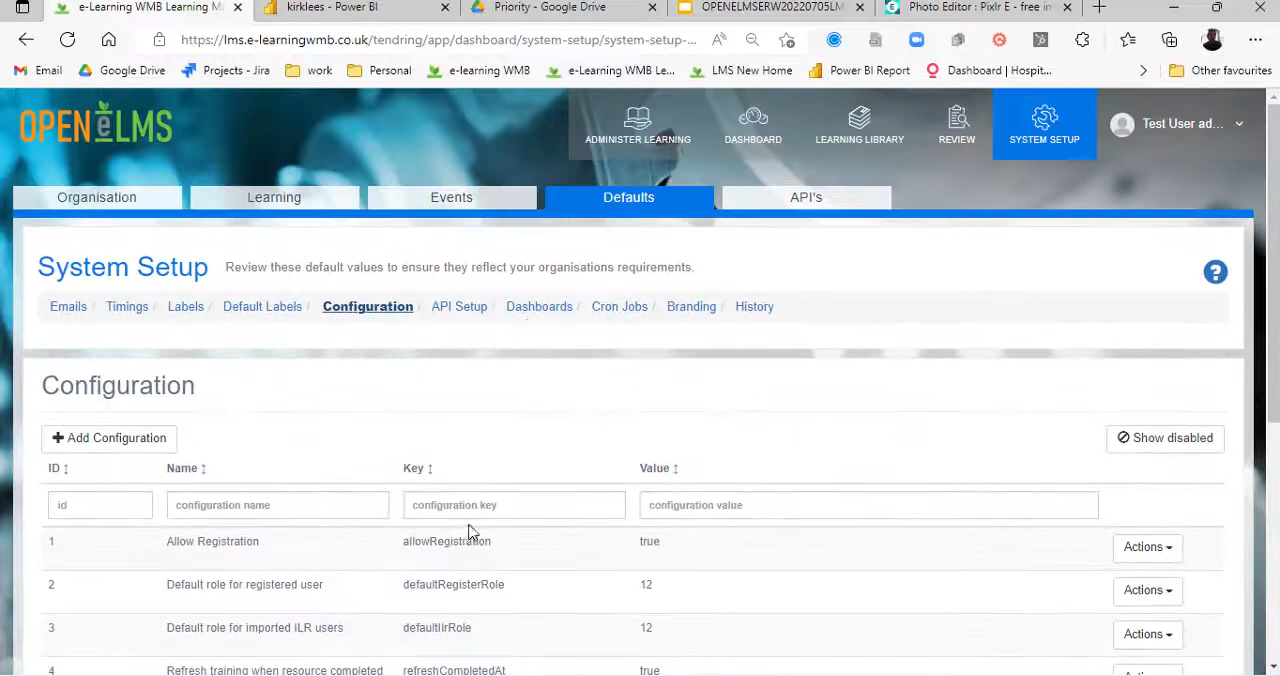 e-Learning WMB Learning M
kirklees - Power BI
Priority - Google Drive
OPENELMSERW20220705LM
Photo Editor : Pixlr E - free in
https://lms.e-learningwmb.co.uk/tendring/app/dashboard/system-setup/system-setup-...
Email
Google Drive
Projects - Jira
work
Personal
e-learning WMB
e-Learning WMB Le...
LMS New Home
Power BI Report
Dashboard | Hospit...
Other favourites
OPENeLMS
ADMINISTER LEARNING
DASHBOARD
LEARNING LIBRARY
REVIEW
SYSTEM SETUP
Test User ad...
Organisation
Learning
Events
Defaults
API's
System Setup
Review these default values to ensure they reflect your organisations requirements.
Emails / Timings / Labels / Default Labels / Configuration / API Setup / Dashboards / Cron Jobs / Branding / History
Configuration
Add Configuration
Show disabled
ID Name Key Value
id configuration name configuration key configuration value
1 Allow Registration allowRegistration true Actions
2 Default role for registered user defaultRegisterRole 12 Actions
3 Default role for imported ILR users defaultIlrRole 12 Actions
4 Refresh training when resource completed refreshCompletedAt true Actions